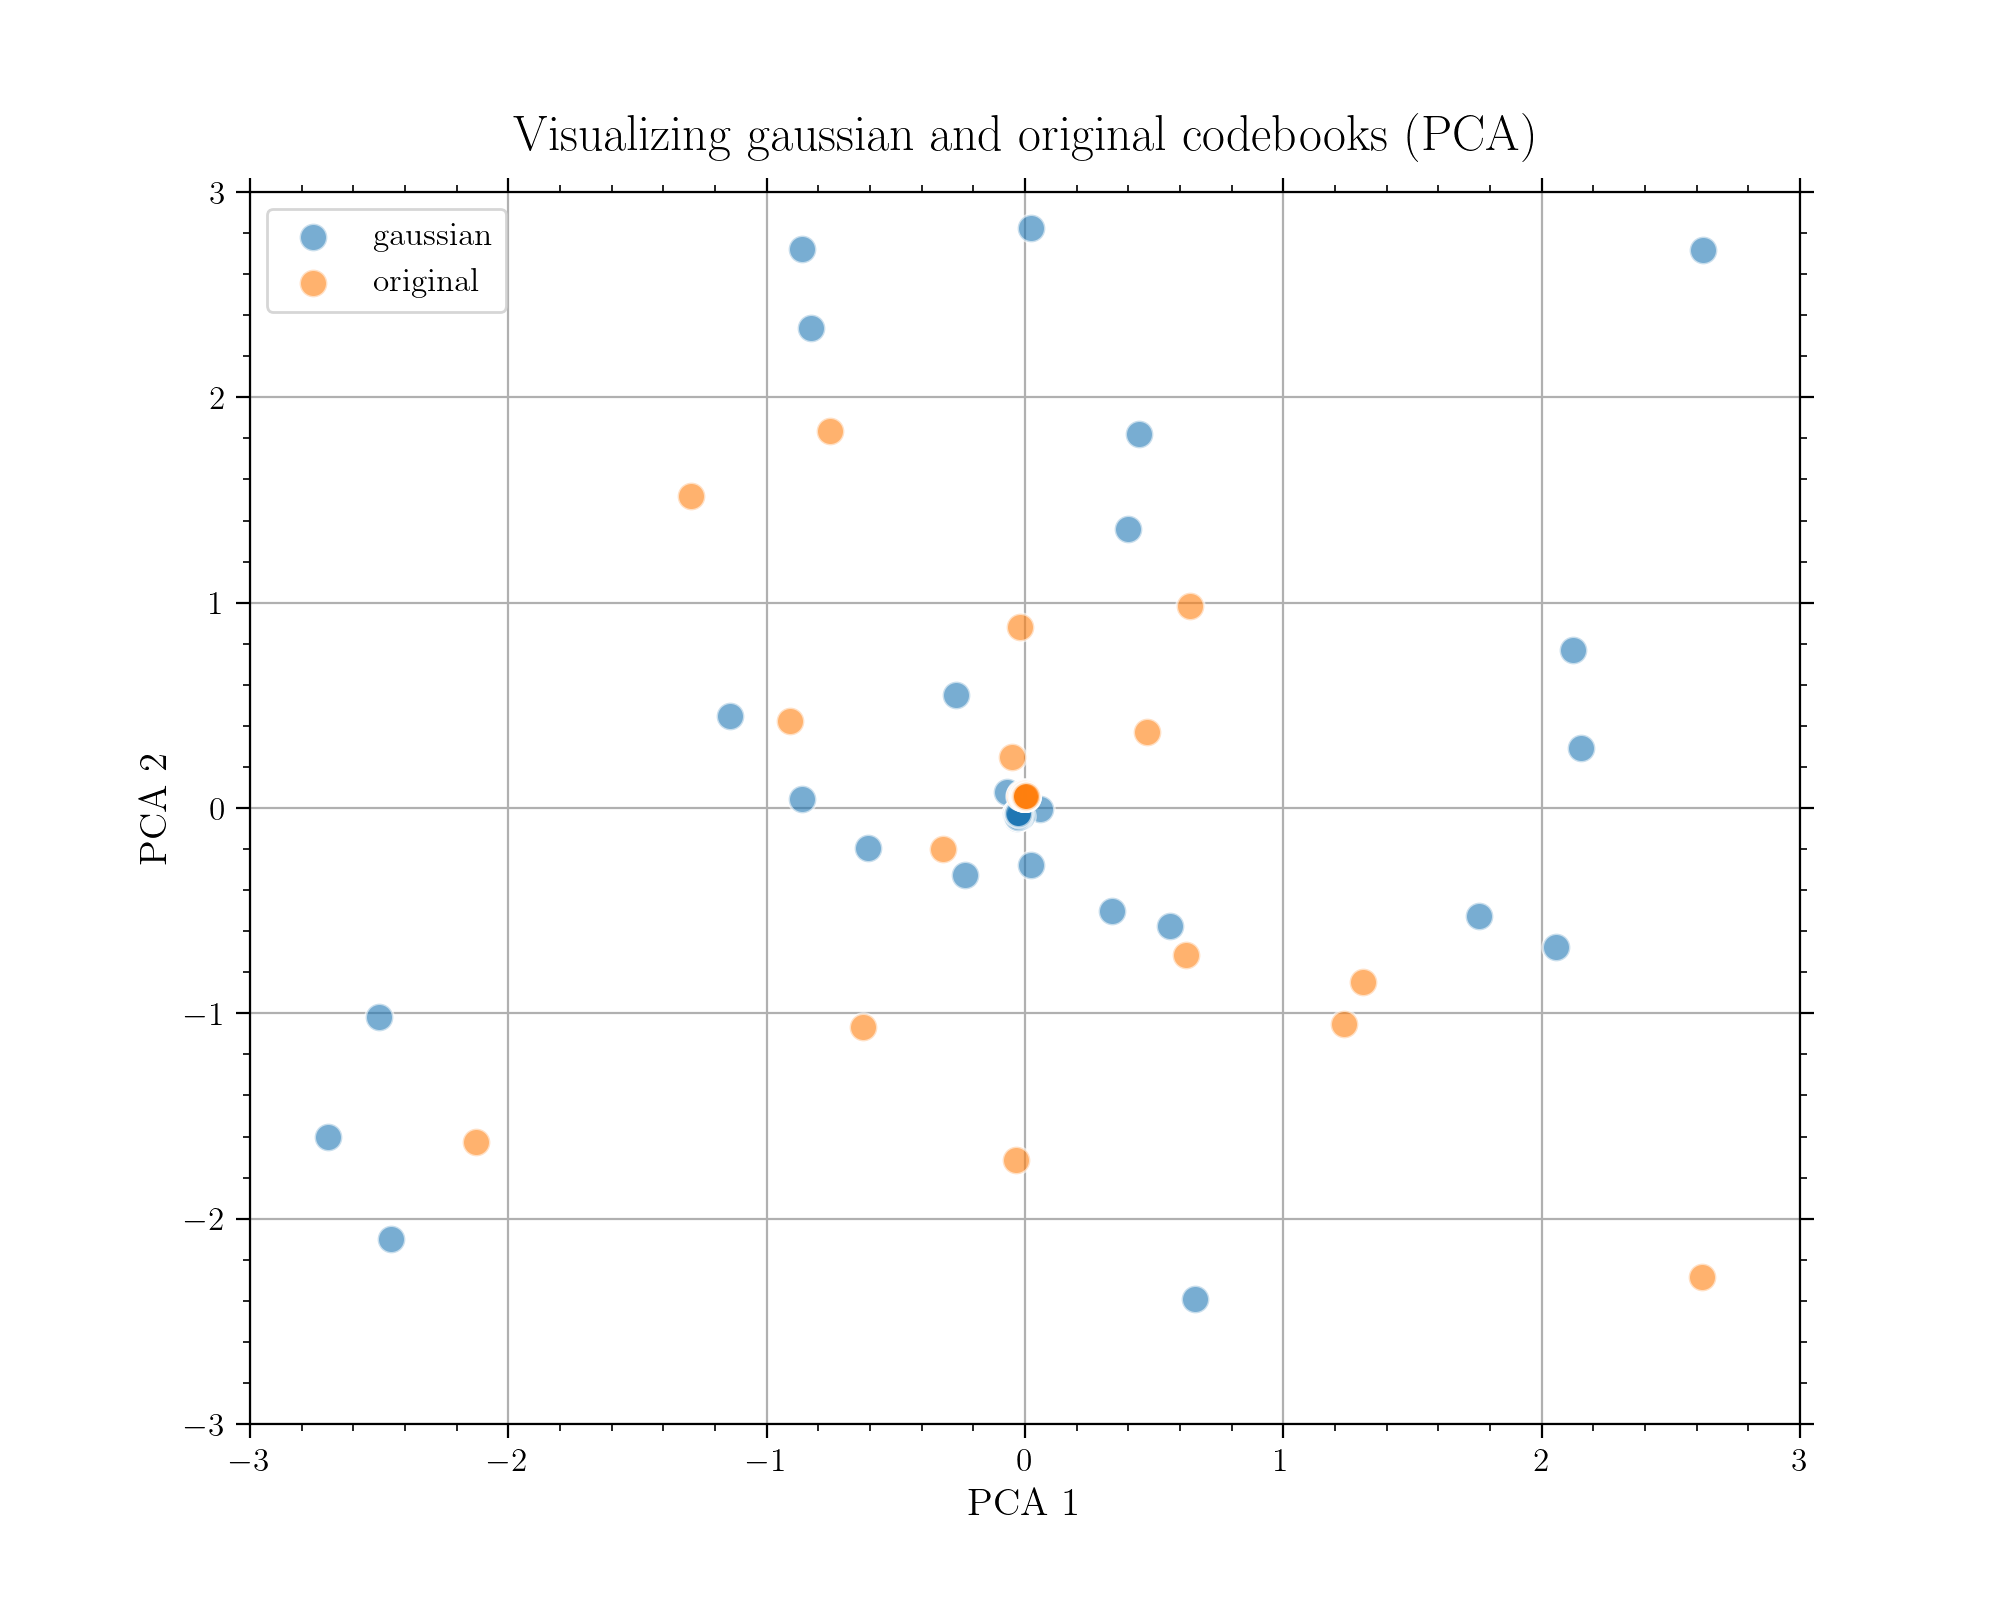 Visualizing gaussian and original codebooks (PCA)
gaussian
original
3
2
1
0
−1
−2
−3
PCA 2
−3
−2
−1
0
1
2
3
PCA 1